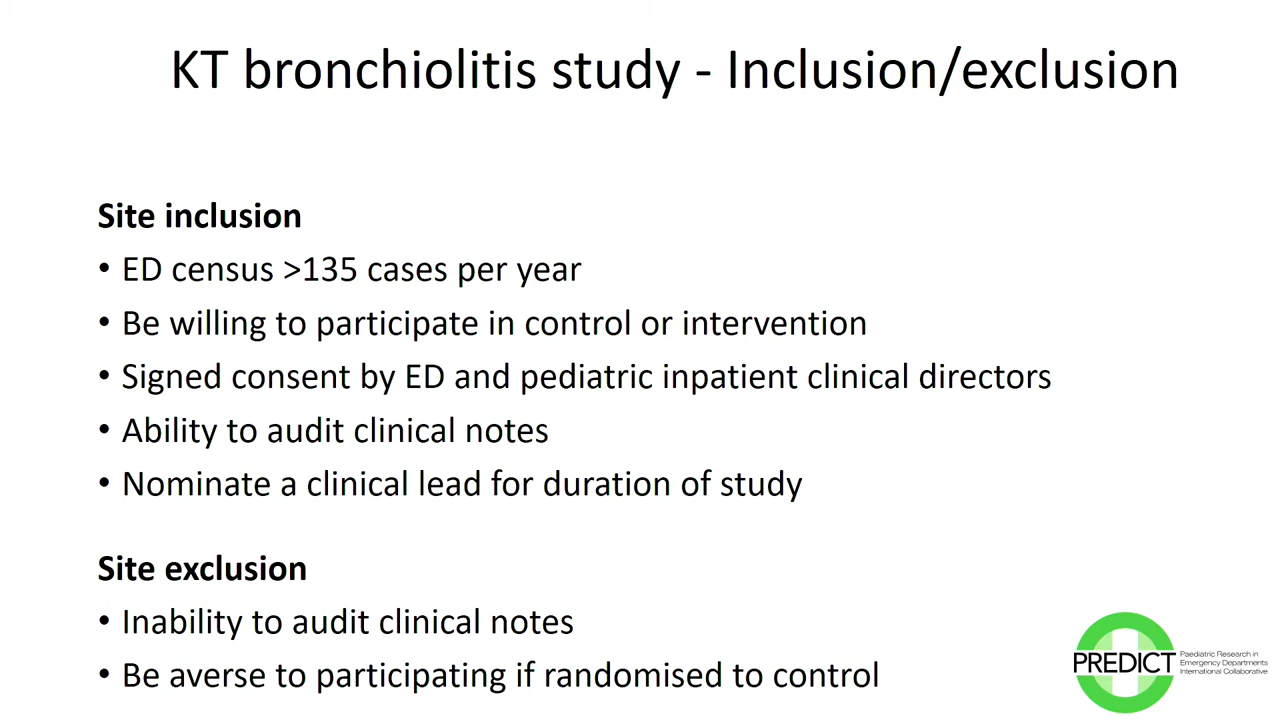 KT bronchiolitis study - Inclusion/exclusion
Site inclusion
• ED census >135 cases per year
• Be willing to participate in control or intervention
• Signed consent by ED and pediatric inpatient clinical directors
• Ability to audit clinical notes
• Nominate a clinical lead for duration of study
Site exclusion
• Inability to audit clinical notes
• Be averse to participating if randomised to control
PREDICT
Paediatric Research in
Emergency Departments
International Collaborative